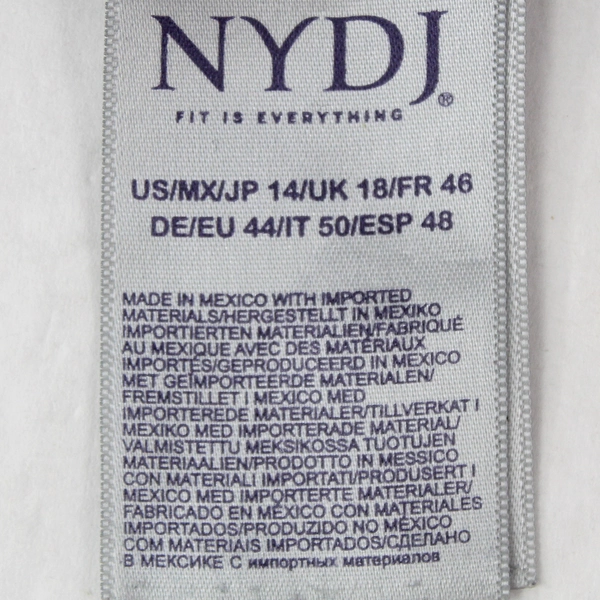 NYDJ®
FIT IS EVERYTHING
US/MX/JP 14/UK 18/FR 46
DE/EU 44/IT 50/ESP 48
MADE IN MEXICO WITH IMPORTED
MATERIALS/HERGESTELLT IN MEXIKO
IMPORTIERTEN MATERIALIEN/FABRIQUÉ
AU MEXIQUE AVEC DES MATÉRIAUX
IMPORTÉS/GEPRODUCEERD IN MEXICO
MET GEÏMPORTEERDE MATERIALEN/
FREMSTILLET I MEXICO MED
IMPORTEREDE MATERIALER/TILLVERKAT I
MEXIKO MED IMPORTERADE MATERIAL/
VALMISTETTU MEKSIKOSSA TUOTUJEN
MATERIAALIEN/PRODOTTO IN MESSICO
CON MATERIALI IMPORTATI/PRODUSERT I
MEXICO MED IMPORTERTE MATERIALER/
FABRICADO EN MÉXICO CON MATERIALES
IMPORTADOS/PRODUZIDO NO MÉXICO
COM MATERIAIS IMPORTADOS/СДЕЛАНО
В МЕКСИКЕ С импортных материалов